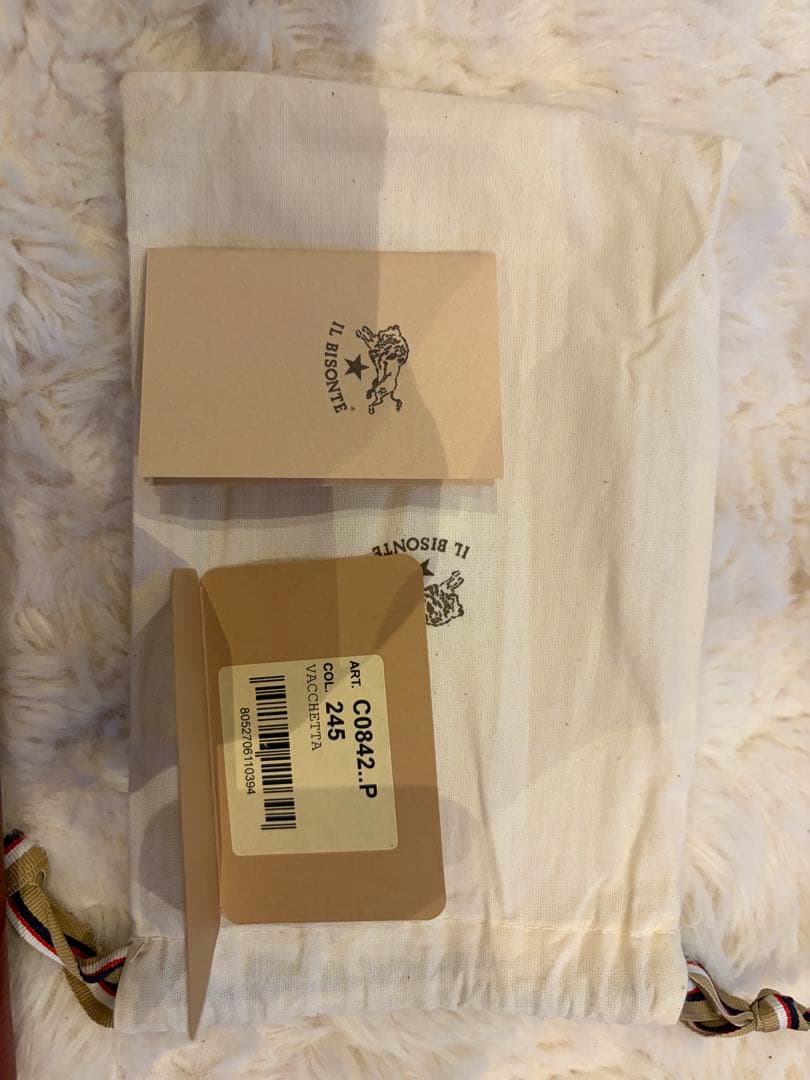 IL BISONTE
®
IL BISONTE
ART. C0842..P
COL. 245
VACCHETTA
8052706110394